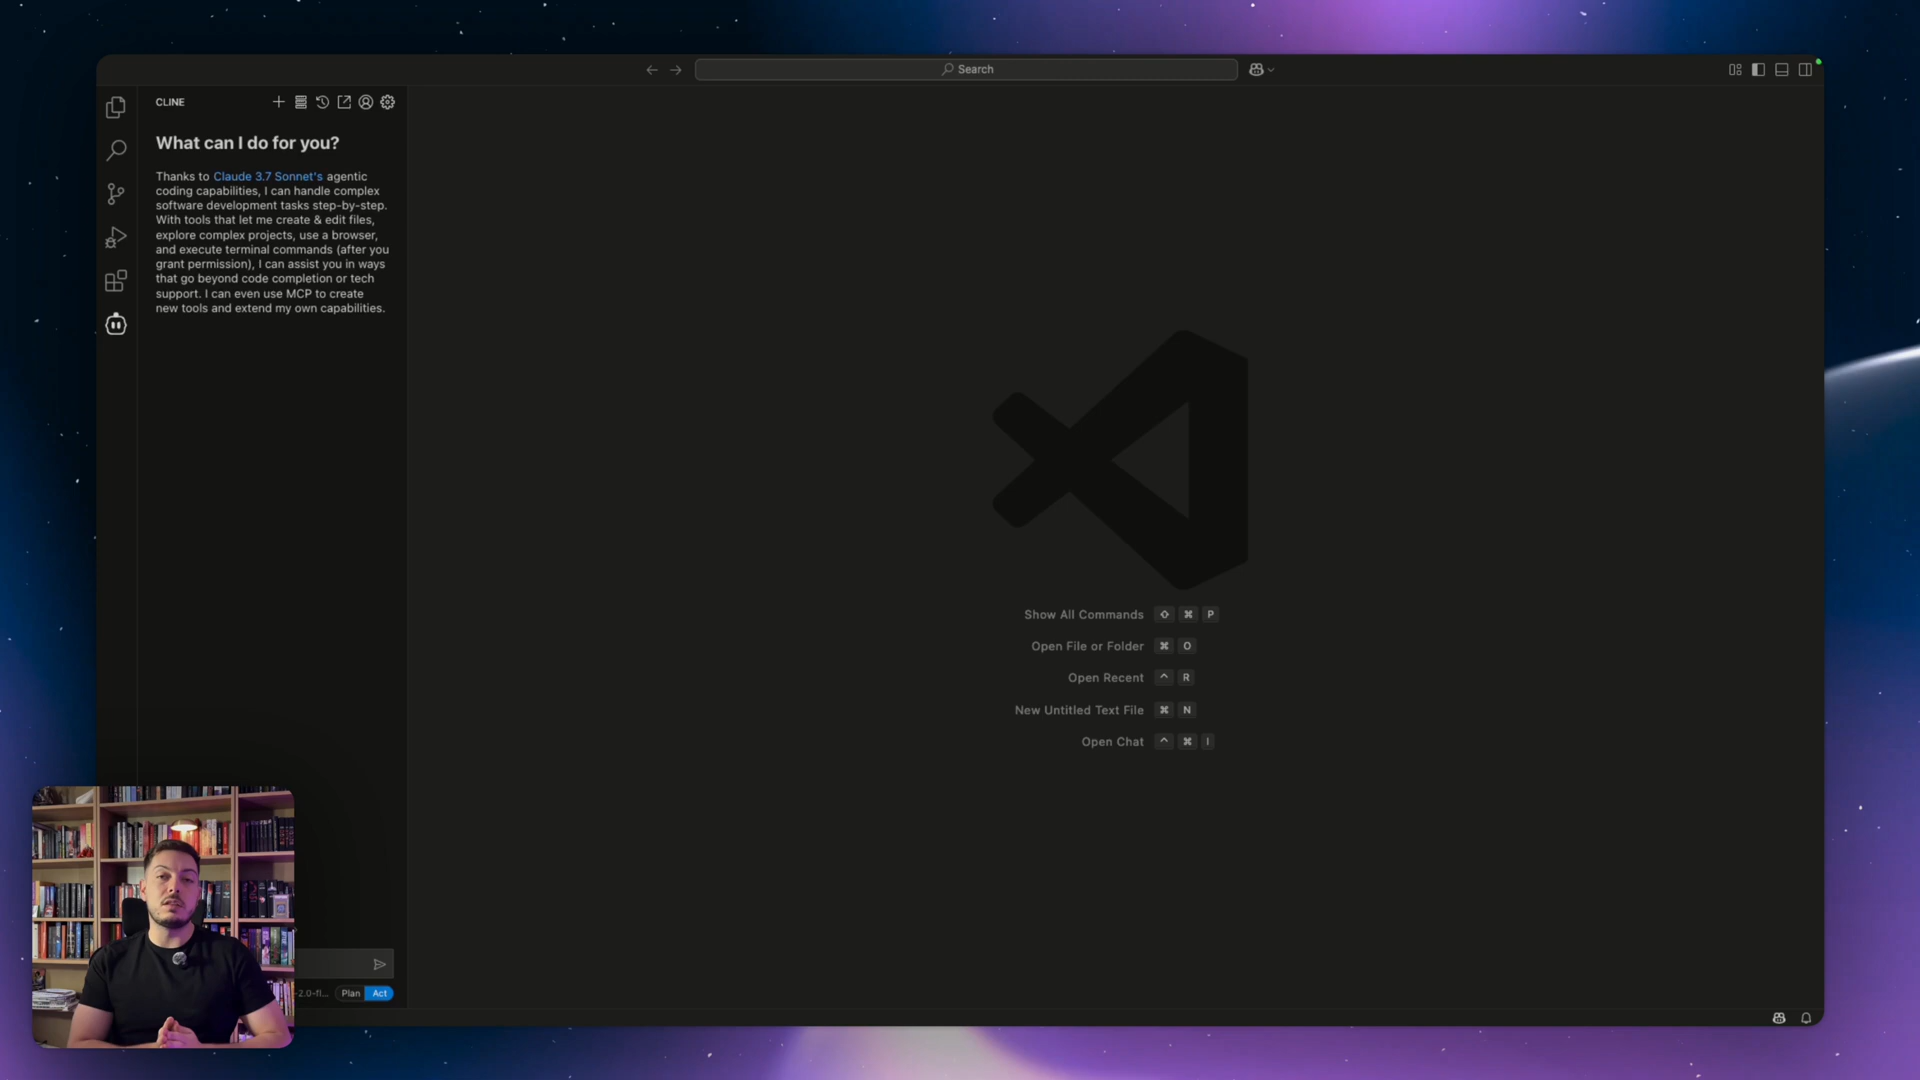 Search
CLINE
What can I do for you?
Thanks to Claude 3.7 Sonnet's agentic
coding capabilities, I can handle complex
software development tasks step-by-step.
With tools that let me create & edit files,
explore complex projects, use a browser,
and execute terminal commands (after you
grant permission), I can assist you in ways
that go beyond code completion or tech
support. I can even use MCP to create
new tools and extend my own capabilities.
Show All Commands ⇧ ⌘ P
Open File or Folder ⌘ O
Open Recent ^ R
New Untitled Text File ⌘ N
Open Chat ^ ⌘ I
-2.0-fl... Plan Act